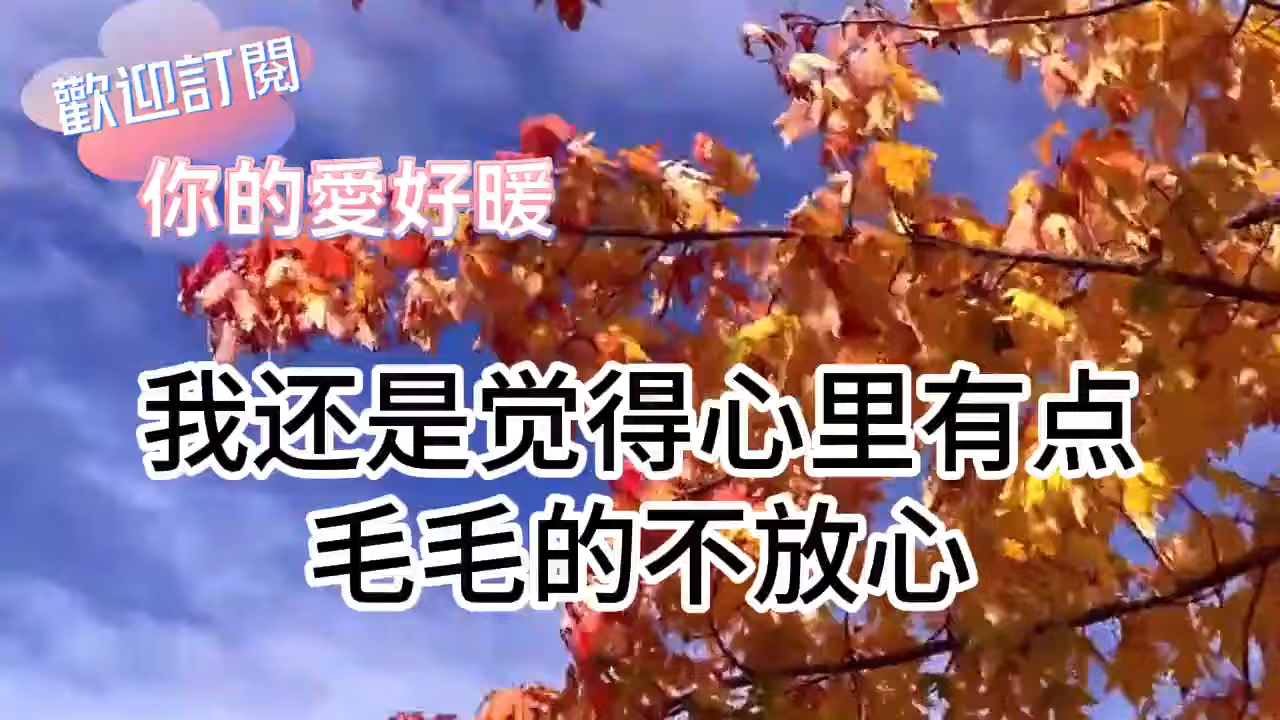 歡迎訂閱
你的愛好暖
我还是觉得心里有点
毛毛的不放心